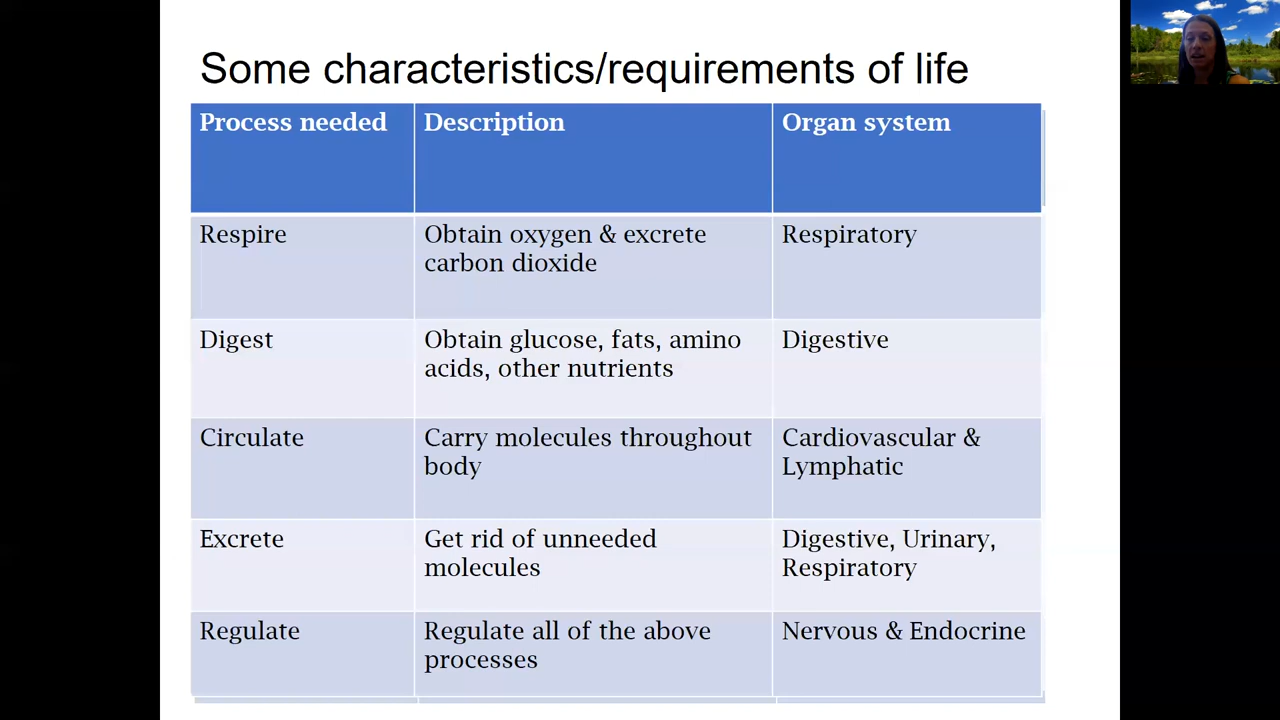 Some characteristics/requirements of life
Process needed
Description
Organ system
Respire
Obtain oxygen & excrete
carbon dioxide
Respiratory
Digest
Obtain glucose, fats, amino
acids, other nutrients
Digestive
Circulate
Carry molecules throughout
body
Cardiovascular &
Lymphatic
Excrete
Get rid of unneeded
molecules
Digestive, Urinary,
Respiratory
Regulate
Regulate all of the above
processes
Nervous & Endocrine